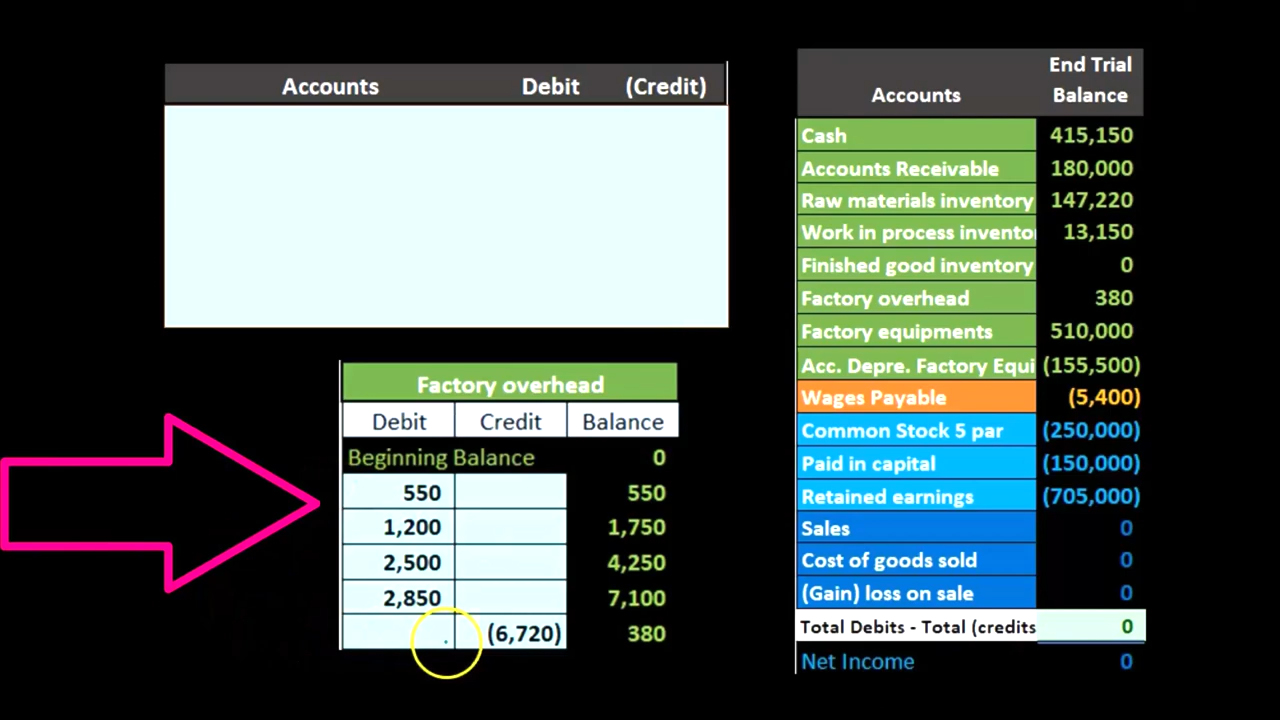 Accounts Debit (Credit)
Factory overhead
Debit Credit Balance
Beginning Balance 0
550 550
1,200 1,750
2,500 4,250
2,850 7,100
(6,720) 380
End Trial
Accounts Balance
Cash 415,150
Accounts Receivable 180,000
Raw materials inventory 147,220
Work in process invento 13,150
Finished good inventory 0
Factory overhead 380
Factory equipments 510,000
Acc. Depre. Factory Equi (155,500)
Wages Payable (5,400)
Common Stock 5 par (250,000)
Paid in capital (150,000)
Retained earnings (705,000)
Sales 0
Cost of goods sold 0
(Gain) loss on sale 0
Total Debits - Total (credits 0
Net Income 0